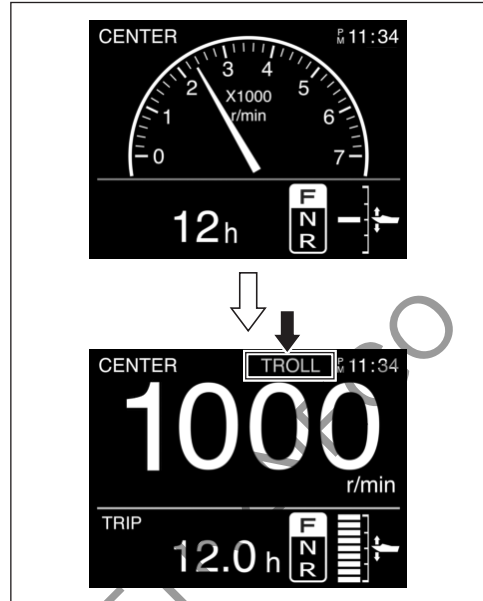 CENTER PM 11:34
0 1 2 3 4 5 6 7
X1000
r/min
12h
F
N
R
CENTER TROLL PM 11:34
1000
r/min
TRIP
12.0 h
F
N
R